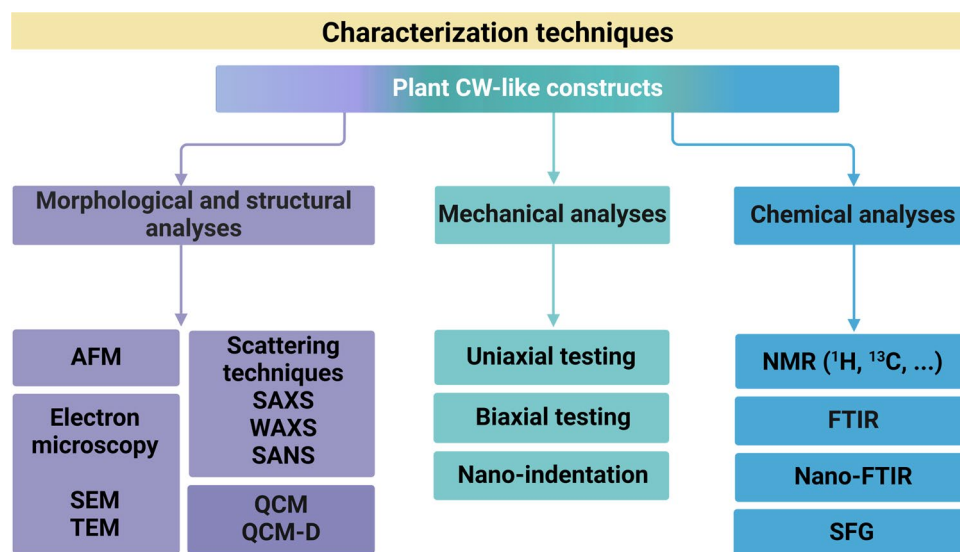 Characterization techniques
Plant CW-like constructs
Morphological and structural
analyses
AFM
Electron
microscopy
SEM
TEM
Scattering
techniques
SAXS
WAXS
SANS
QCM
QCM-D
Mechanical analyses
Uniaxial testing
Biaxial testing
Nano-indentation
Chemical analyses
NMR (¹H, ¹³C, ...)
FTIR
Nano-FTIR
SFG